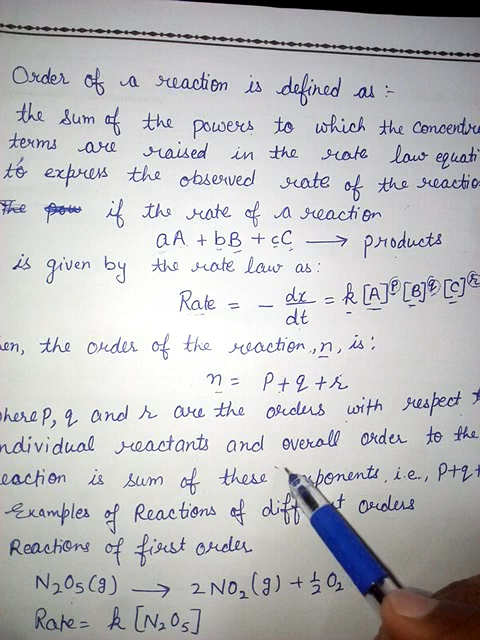 Order of a reaction is defined as :-
the sum of the powers to which the
terms are raised in the rate law
to express the observed rate of the
The pow if the rate of a reaction
aA + bB + cC ⟶ products
is given by the rate law as:
Rate = - dx/dt = k [A]^p [B]^q [C]^r
the order of the reaction, n, is:
n = p + q + r
p, q and r are the orders with respect
individual reactants and overall order to the
is sum of these exponents, i.e., p+q+
Examples of Reactions of different orders
Reactions of first order
N₂O₅(g) ⟶ 2NO₂(g) + ½O₂
Rate = k [N₂O₅]